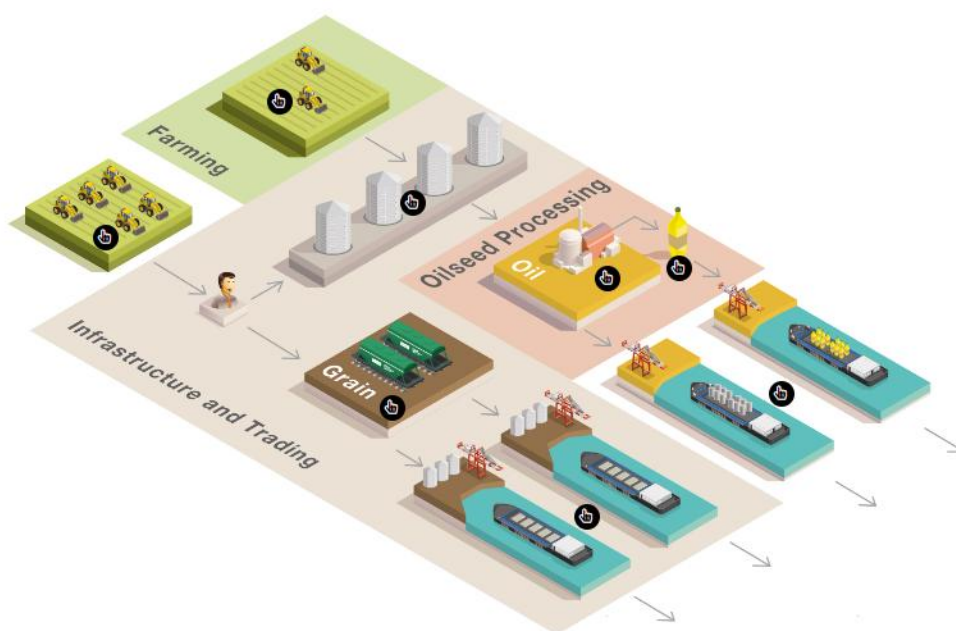 Farming
Oilseed Processing
Oil
Infrastructure and Trading
Grain